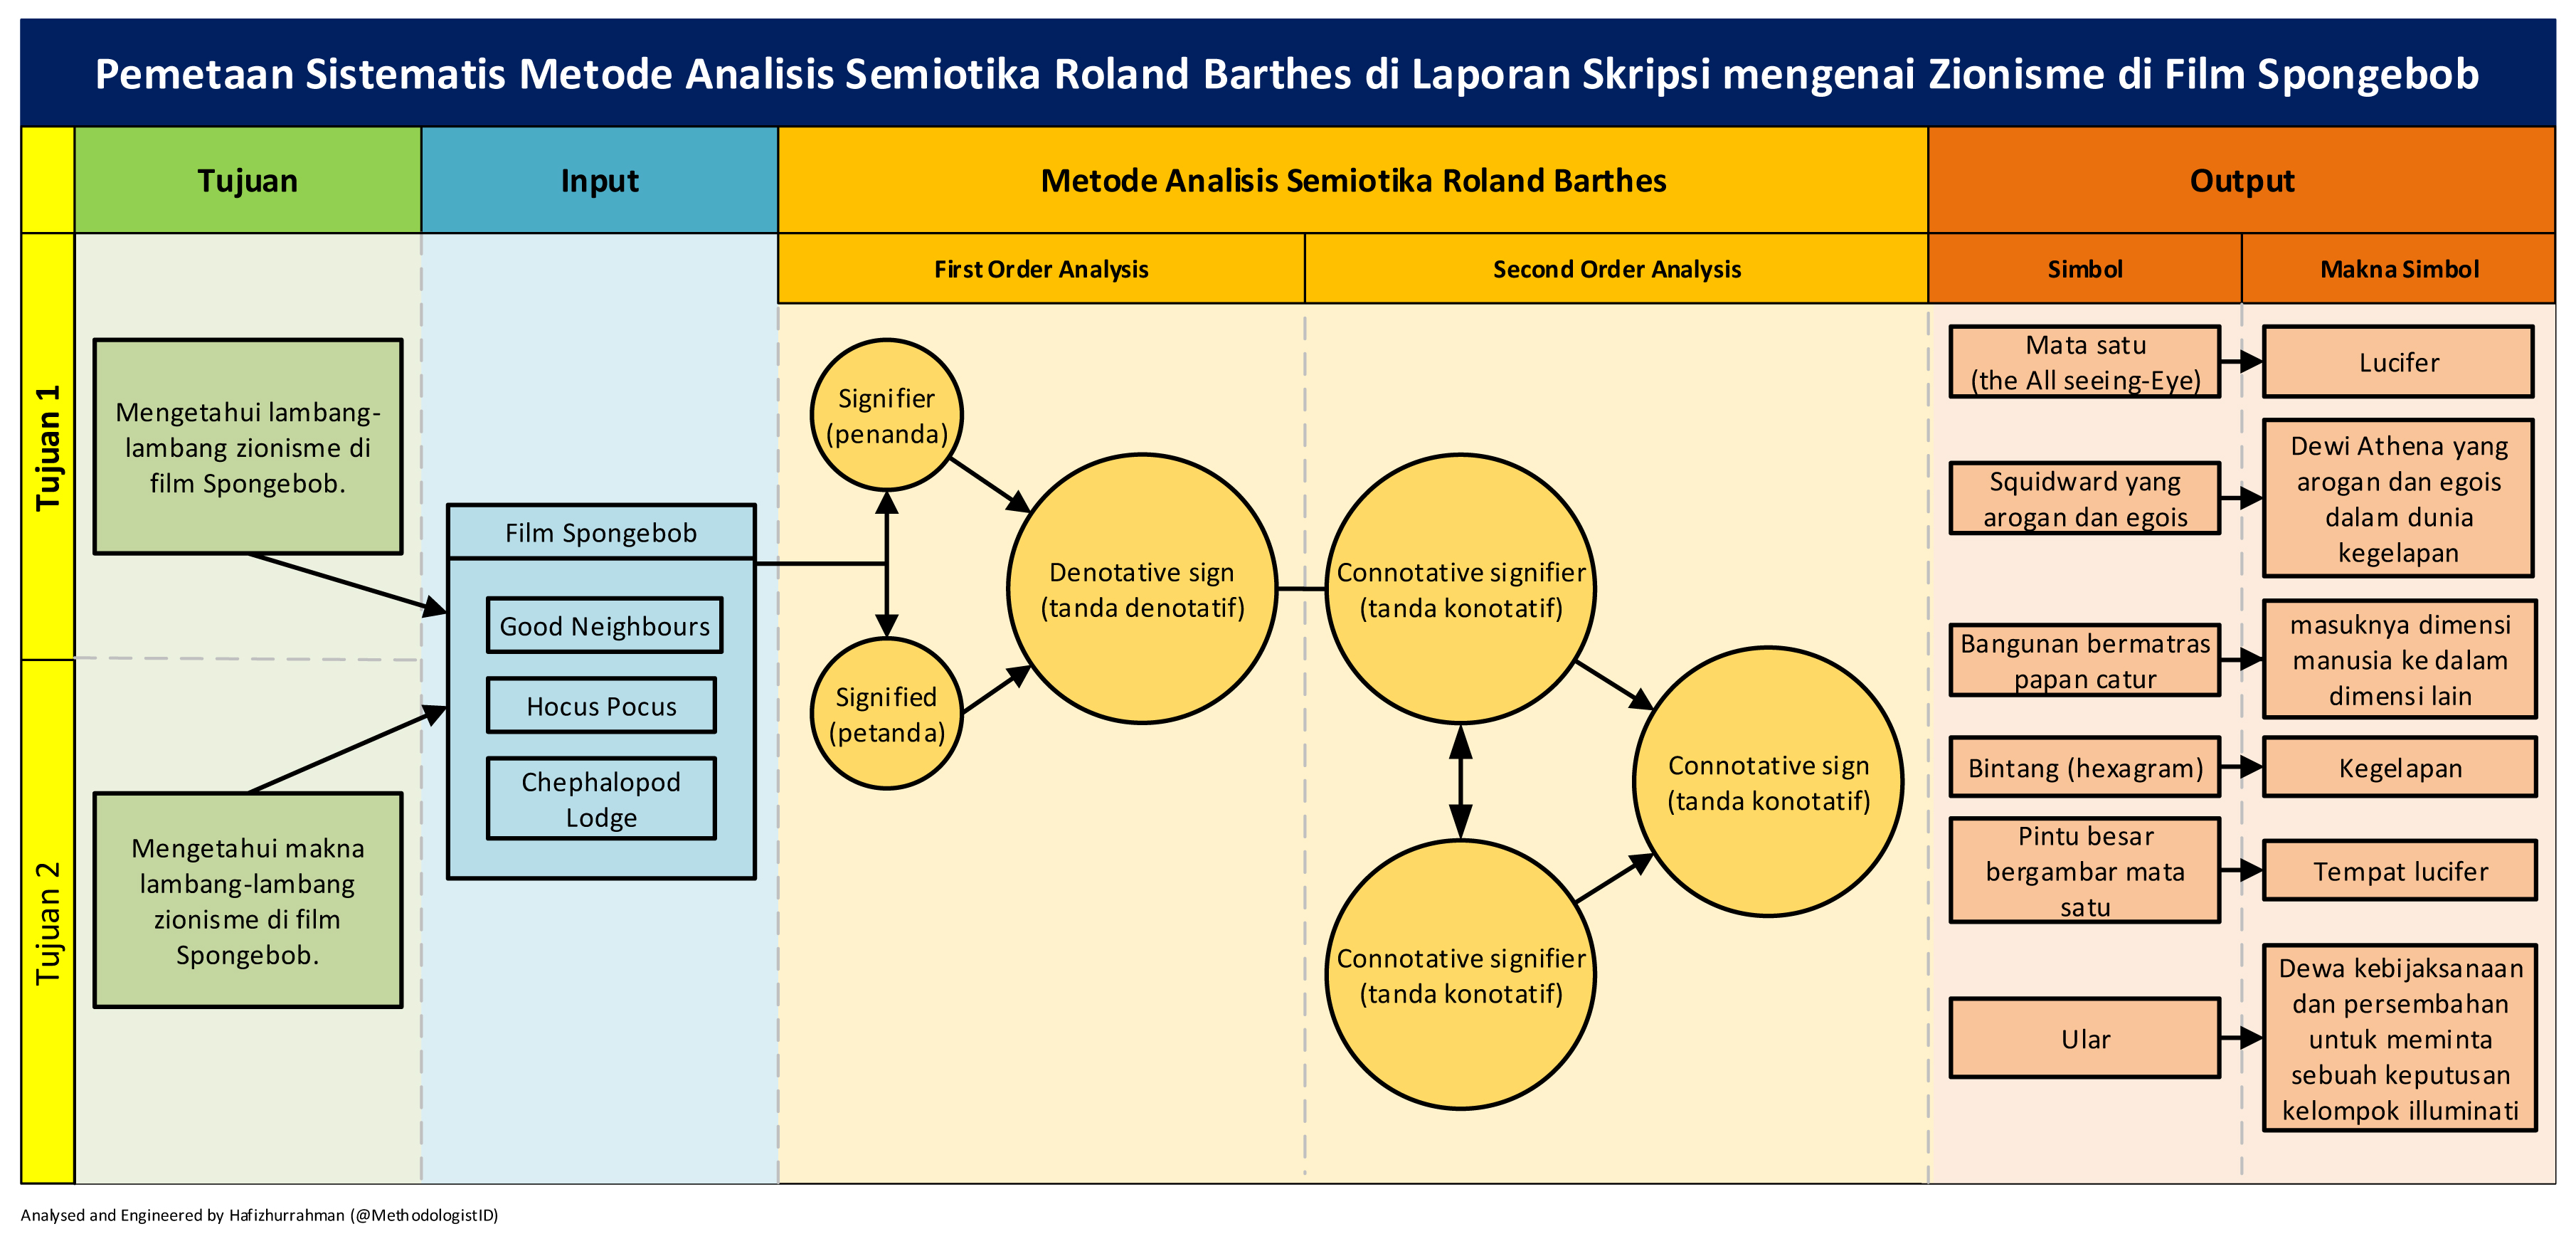 Pemetaan Sistematis Metode Analisis Semiotika Roland Barthes di Laporan Skripsi mengenai Zionisme di Film Spongebob
Tujuan
Input
Metode Analisis Semiotika Roland Barthes
Output
First Order Analysis
Second Order Analysis
Simbol
Makna Simbol
Tujuan 1
Mengetahui lambang-
lambang zionisme di
film Spongebob.
Tujuan 2
Mengetahui makna
lambang-lambang
zionisme di film
Spongebob.
Film Spongebob
Good Neighbours
Hocus Pocus
Chephalopod
Lodge
Signifier
(penanda)
Signified
(petanda)
Denotative sign
(tanda denotatif)
Connotative signifier
(tanda konotatif)
Connotative signifier
(tanda konotatif)
Connotative sign
(tanda konotatif)
Mata satu
(the All seeing-Eye)
Lucifer
Squidward yang
arogan dan egois
Dewi Athena yang
arogan dan egois
dalam dunia
kegelapan
Bangunan bermatras
papan catur
masuknya dimensi
manusia ke dalam
dimensi lain
Bintang (hexagram)
Kegelapan
Pintu besar
bergambar mata
satu
Tempat lucifer
Ular
Dewa kebijaksanaan
dan persembahan
untuk meminta
sebuah keputusan
kelompok illuminati
Analysed and Engineered by Hafizhurrahman (@MethodologistID)